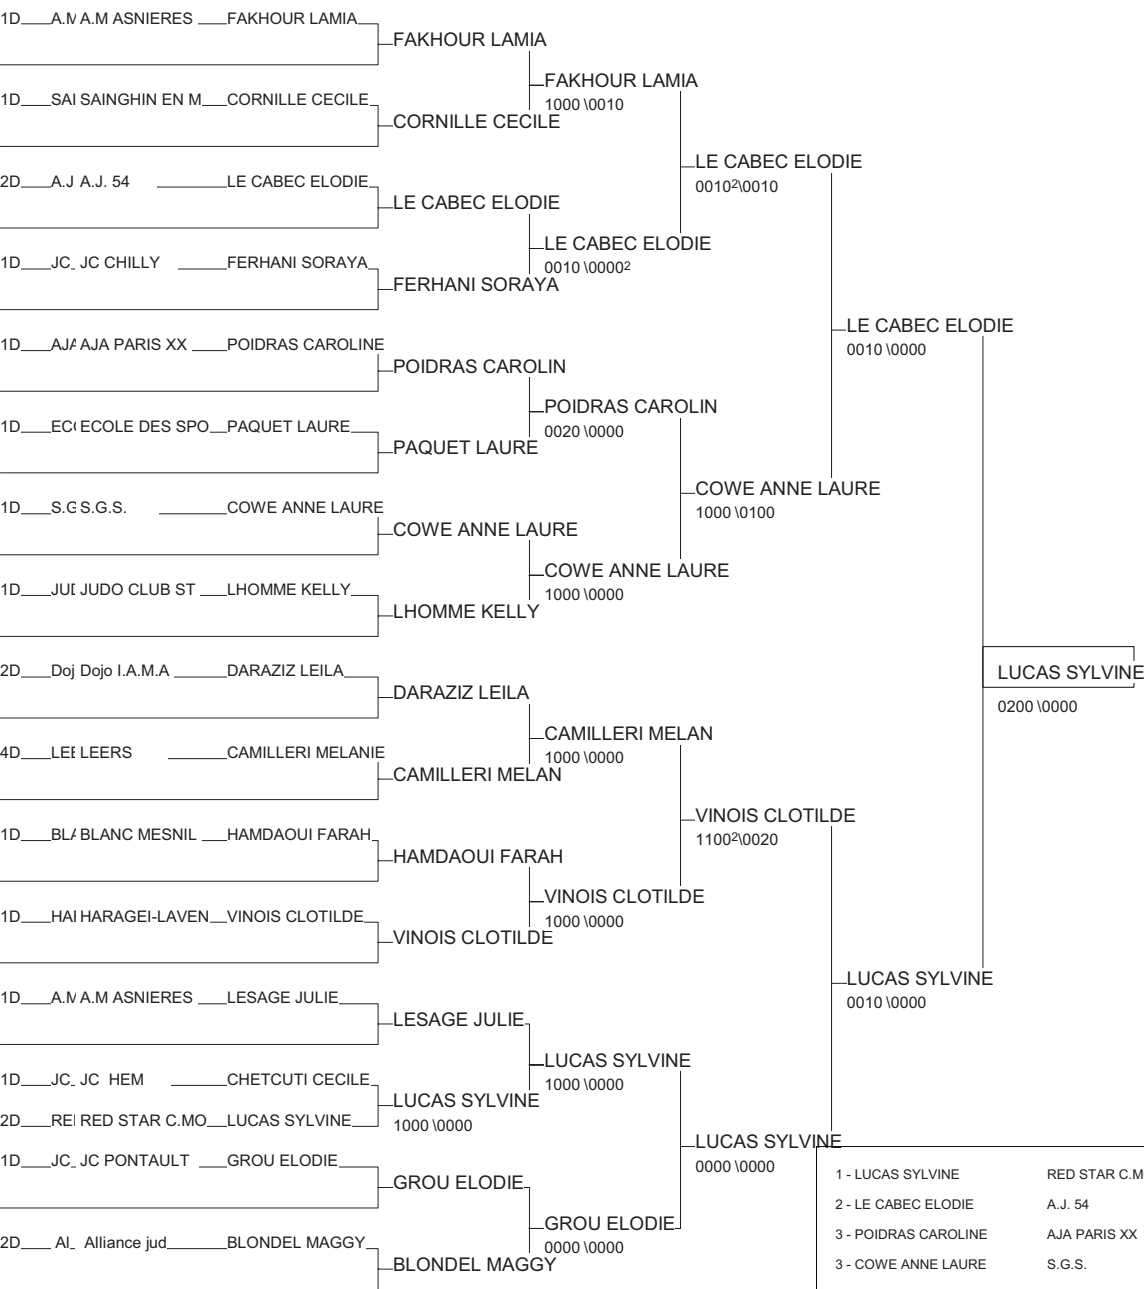 1D A.M A.M ASNIERES FAKHOUR LAMIA
FAKHOUR LAMIA
FAKHOUR LAMIA
1000 \0010
1D SAI SAINGHIN EN M CORNILLE CECILE
CORNILLE CECILE
LE CABEC ELODIE
0010²\0010
2D A.J A.J. 54 LE CABEC ELODIE
LE CABEC ELODIE
LE CABEC ELODIE
0010 \0000²
1D JC JC CHILLY FERHANI SORAYA
FERHANI SORAYA
LE CABEC ELODIE
0010 \0000
1D AJA AJA PARIS XX POIDRAS CAROLINE
POIDRAS CAROLIN
POIDRAS CAROLIN
0020 \0000
1D ECO ECOLE DES SPO PAQUET LAURE
PAQUET LAURE
COWE ANNE LAURE
1000 \0100
1D S.G S.G.S. COWE ANNE LAURE
COWE ANNE LAURE
COWE ANNE LAURE
1000 \0000
1D JUD JUDO CLUB ST LHOMME KELLY
LHOMME KELLY
LUCAS SYLVINE
0200 \0000
2D Doj Dojo I.A.M.A DARAZIZ LEILA
DARAZIZ LEILA
CAMILLERI MELAN
1000 \0000
4D LEE LEERS CAMILLERI MELANIE
CAMILLERI MELAN
VINOIS CLOTILDE
1100²\0020
1D BLA BLANC MESNIL HAMDAOUI FARAH
HAMDAOUI FARAH
VINOIS CLOTILDE
1000 \0000
1D HAI HARAGEI-LAVEN VINOIS CLOTILDE
VINOIS CLOTILDE
LUCAS SYLVINE
0010 \0000
1D A.M A.M ASNIERES LESAGE JULIE
LESAGE JULIE
LUCAS SYLVINE
1000 \0000
1D JC JC HEM CHETCUTI CECILE
LUCAS SYLVINE
1000 \0000
2D REI RED STAR C.MO LUCAS SYLVINE
LUCAS SYLVINE
0000 \0000
1D JC JC PONTAULT GROU ELODIE
GROU ELODIE
GROU ELODIE
0000 \0000
2D Al Alliance jud BLONDEL MAGGY
BLONDEL MAGGY
1 - LUCAS SYLVINE RED STAR C.M
2 - LE CABEC ELODIE A.J. 54
3 - POIDRAS CAROLINE AJA PARIS XX
3 - COWE ANNE LAURE S.G.S.